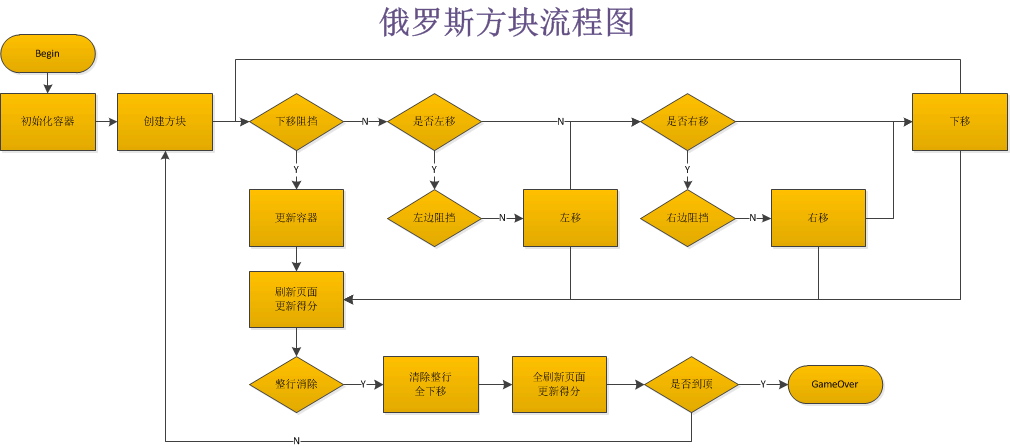 俄罗斯方块流程图
Begin
初始化容器
创建方块
下移阻挡
N
是否左移
N
是否右移
下移
Y
Y
Y
更新容器
左边阻挡
N
左移
右边阻挡
N
右移
刷新页面
更新得分
整行消除
Y
清除整行
全下移
全刷新页面
更新得分
是否到顶
Y
GameOver
N